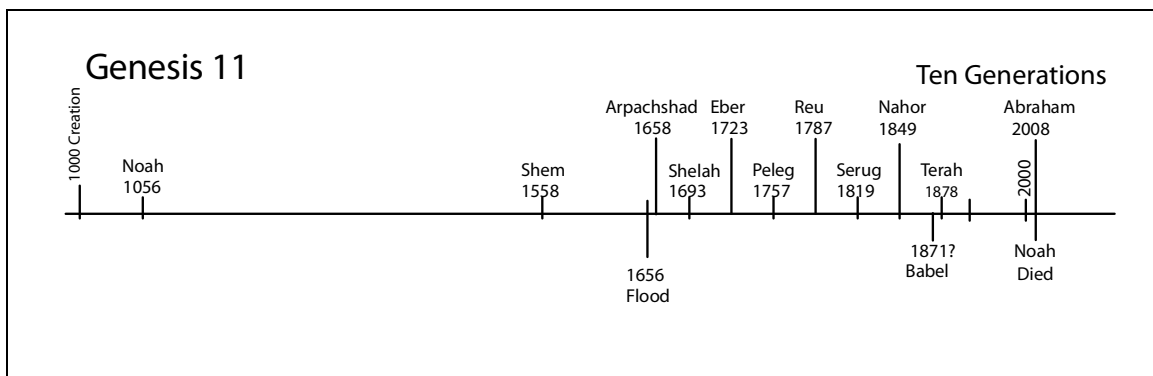 Genesis 11
Ten Generations
1000 Creation
Noah
1056
Shem
1558
Arpachshad
1658
Shelah
1693
Eber
1723
Peleg
1757
Reu
1787
Serug
1819
Nahor
1849
Terah
1878
2000
Abraham
2008
1656
Flood
1871?
Babel
Noah
Died